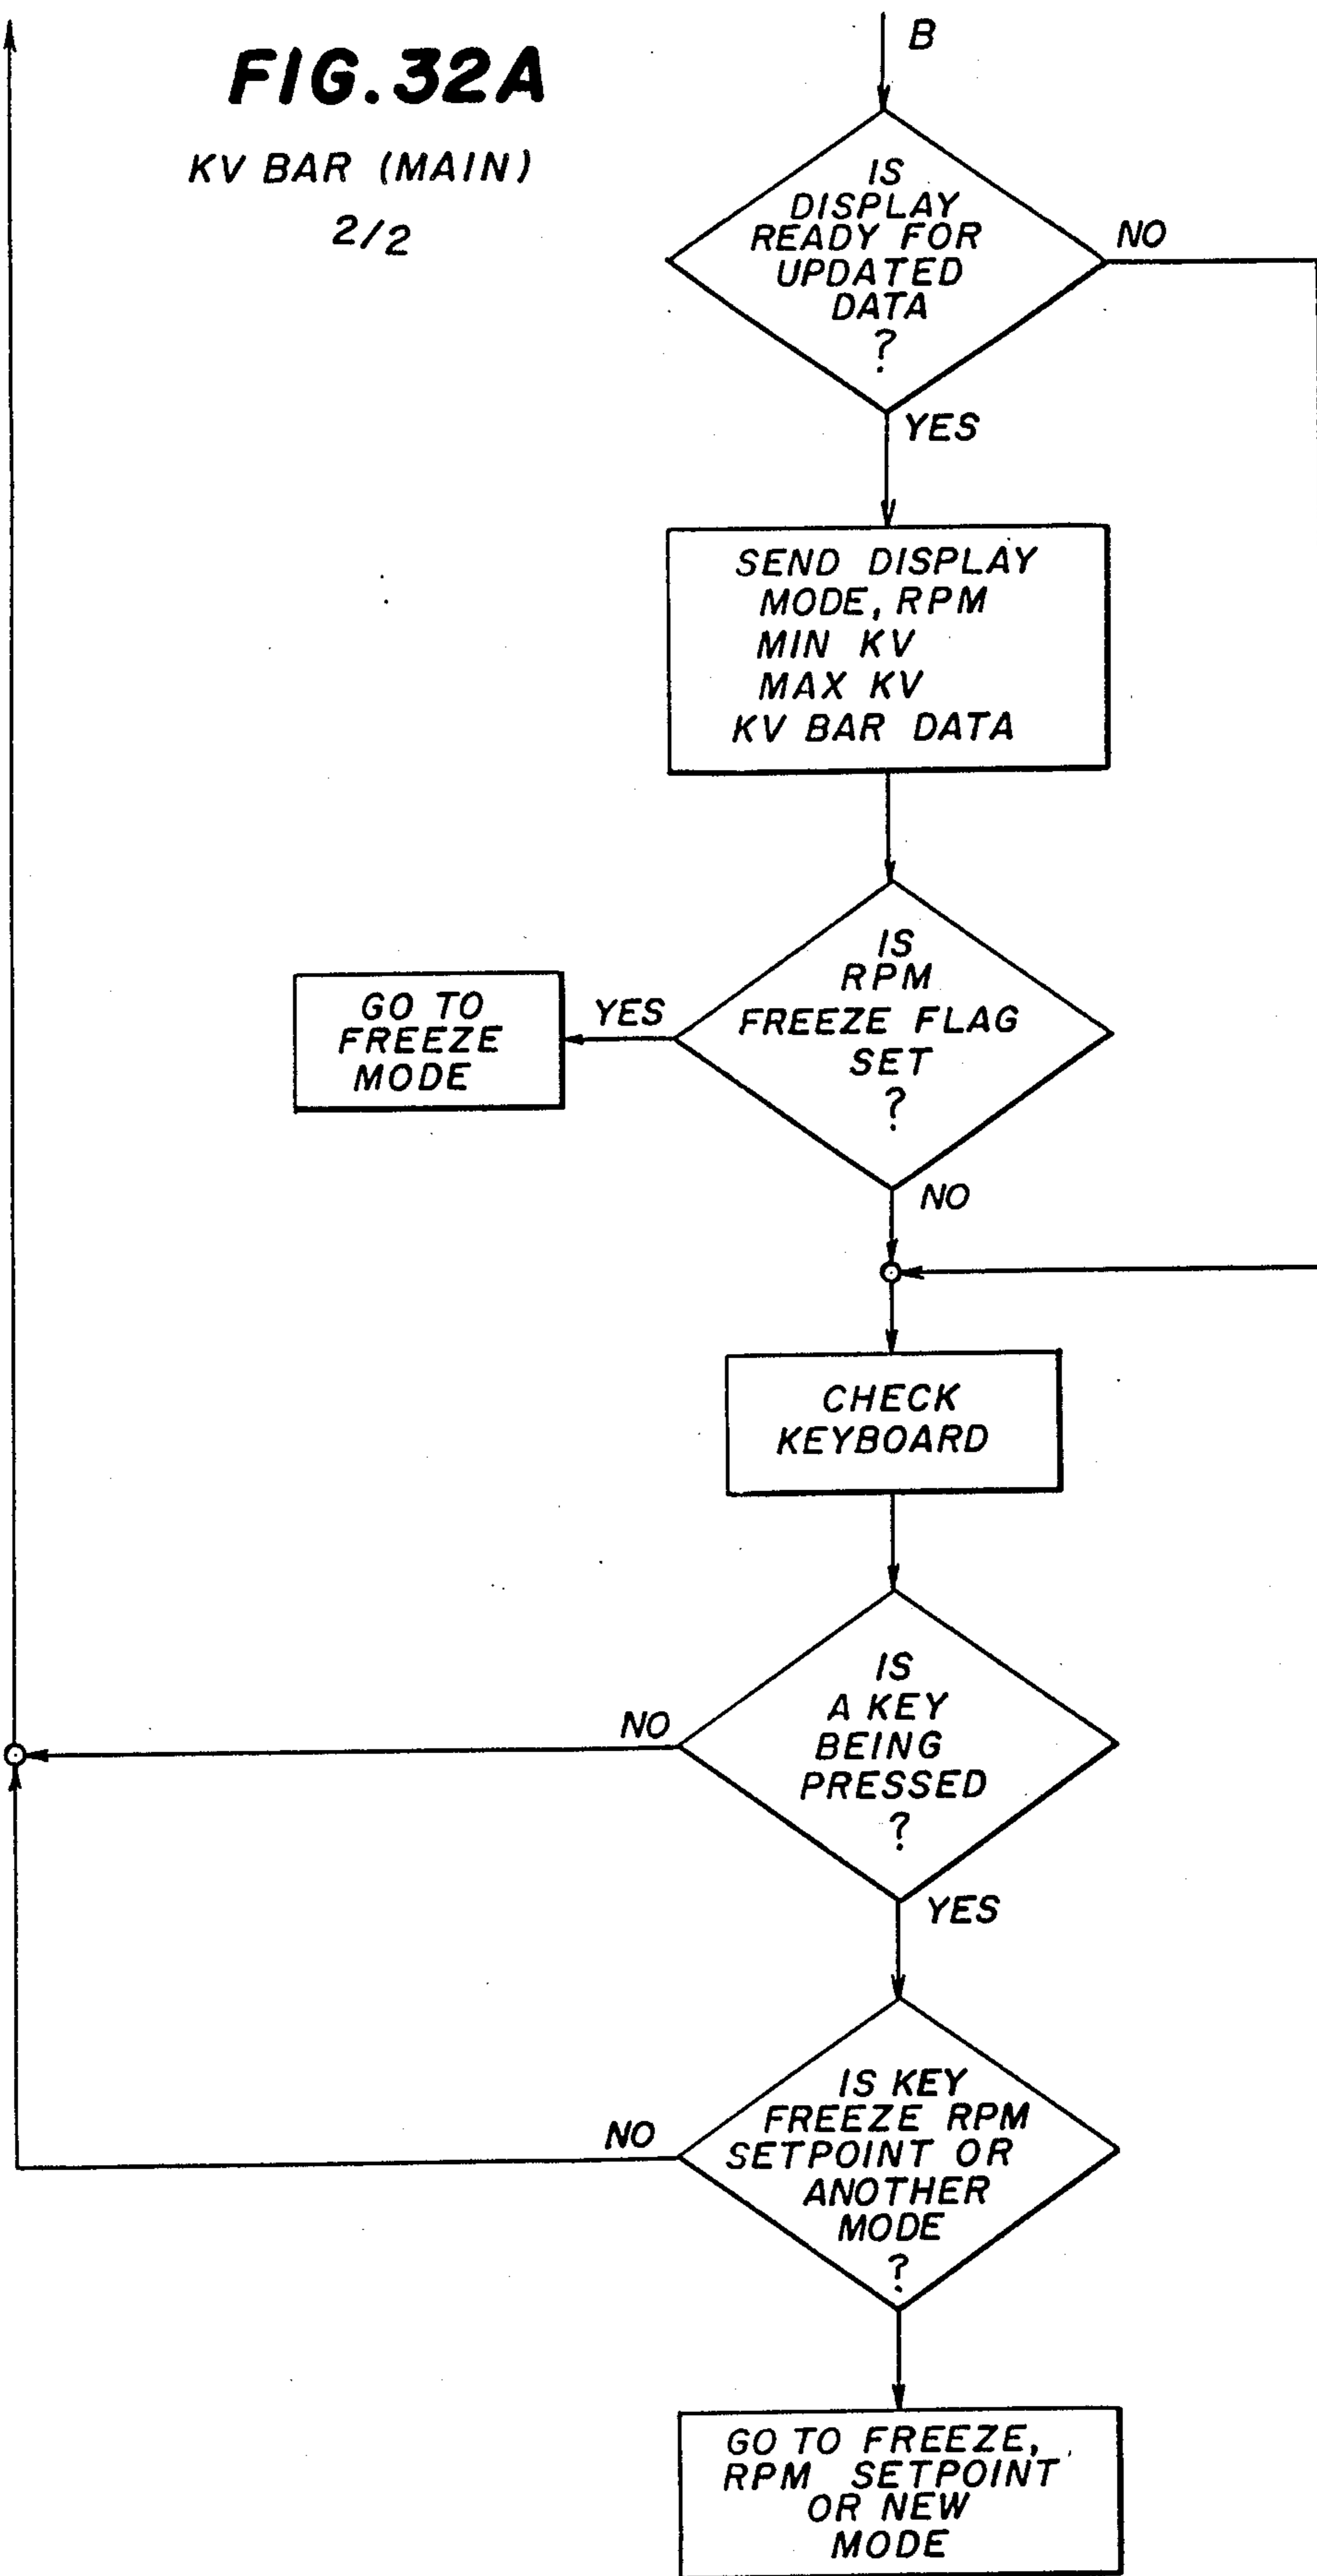 FIG. 32A
KV BAR (MAIN)
2/2
B
IS
DISPLAY
READY FOR
UPDATED
DATA
?
NO
YES
SEND DISPLAY
MODE, RPM
MIN KV
MAX KV
KV BAR DATA
IS
RPM
FREEZE FLAG
SET
?
YES
GO TO
FREEZE
MODE
NO
CHECK
KEYBOARD
IS
A KEY
BEING
PRESSED
?
NO
YES
IS KEY
FREEZE RPM
SETPOINT OR
ANOTHER
MODE
?
NO
GO TO FREEZE,
RPM SETPOINT
OR NEW
MODE